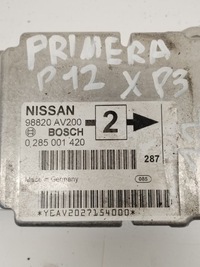 PRIMERA
P12 X P3
NISSAN
98820 AV200
BOSCH
2
0 285 001 420
287
Made in Germany
*YEAV2027154000*